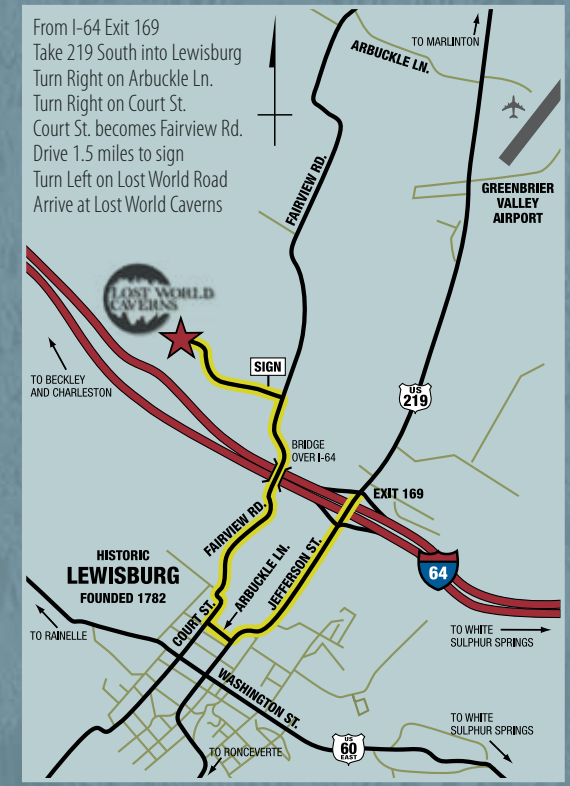 From I-64 Exit 169
Take 219 South into Lewisburg
Turn Right on Arbuckle Ln.
Turn Right on Court St.
Court St. becomes Fairview Rd.
Drive 1.5 miles to sign
Turn Left on Lost World Road
Arrive at Lost World Caverns
TO MARLINTON
ARBUCKLE LN.
FAIRVIEW RD.
GREENBRIER
VALLEY
AIRPORT
LOST WORLD
CAVERNS
SIGN
TO BECKLEY
AND CHARLESTON
US
219
BRIDGE
OVER I-64
EXIT 169
FAIRVIEW RD.
ARBUCKLE LN.
JEFFERSON ST.
HISTORIC
LEWISBURG
FOUNDED 1782
64
COURT ST.
TO RAINELLE
TO WHITE
SULPHUR SPRINGS
WASHINGTON ST.
US
60
EAST
TO WHITE
SULPHUR SPRINGS
TO RONCEVERTE